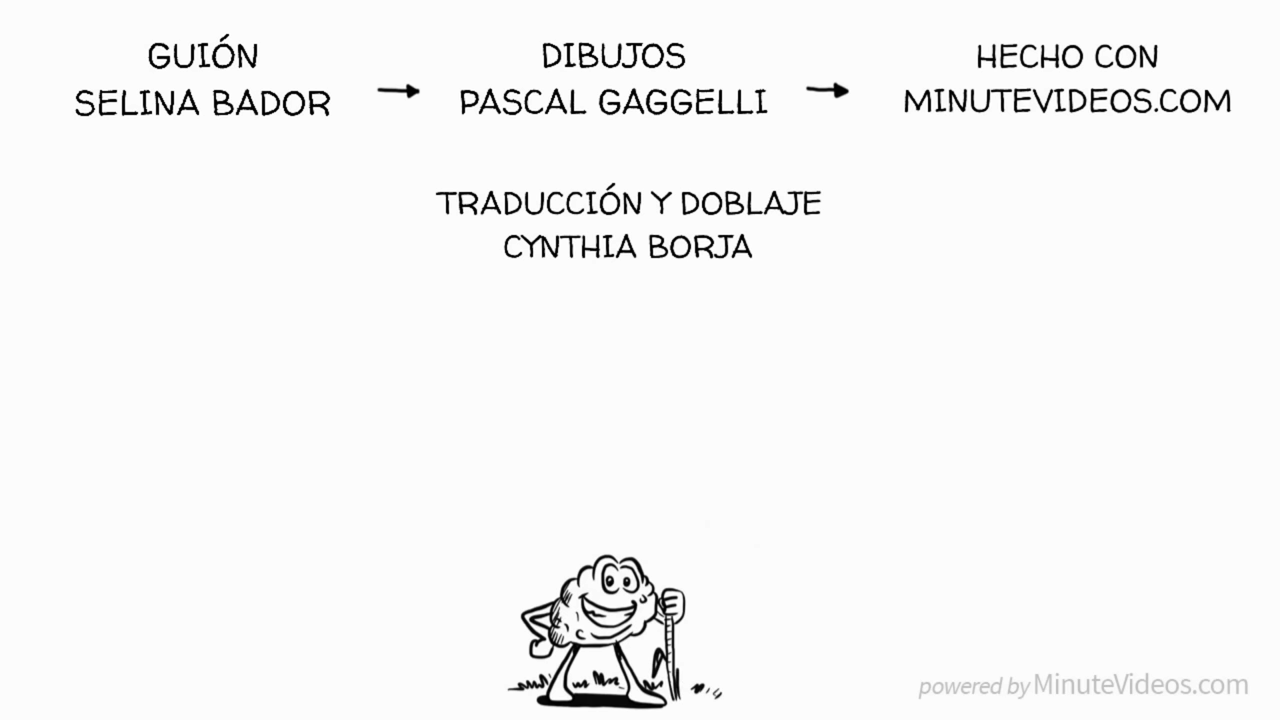 GUIÓN
SELINA BADOR
DIBUJOS
PASCAL GAGGELLI
HECHO CON
MINUTEVIDEOS.COM
TRADUCCIÓN Y DOBLAJE
CYNTHIA BORJA
powered by MinuteVideos.com